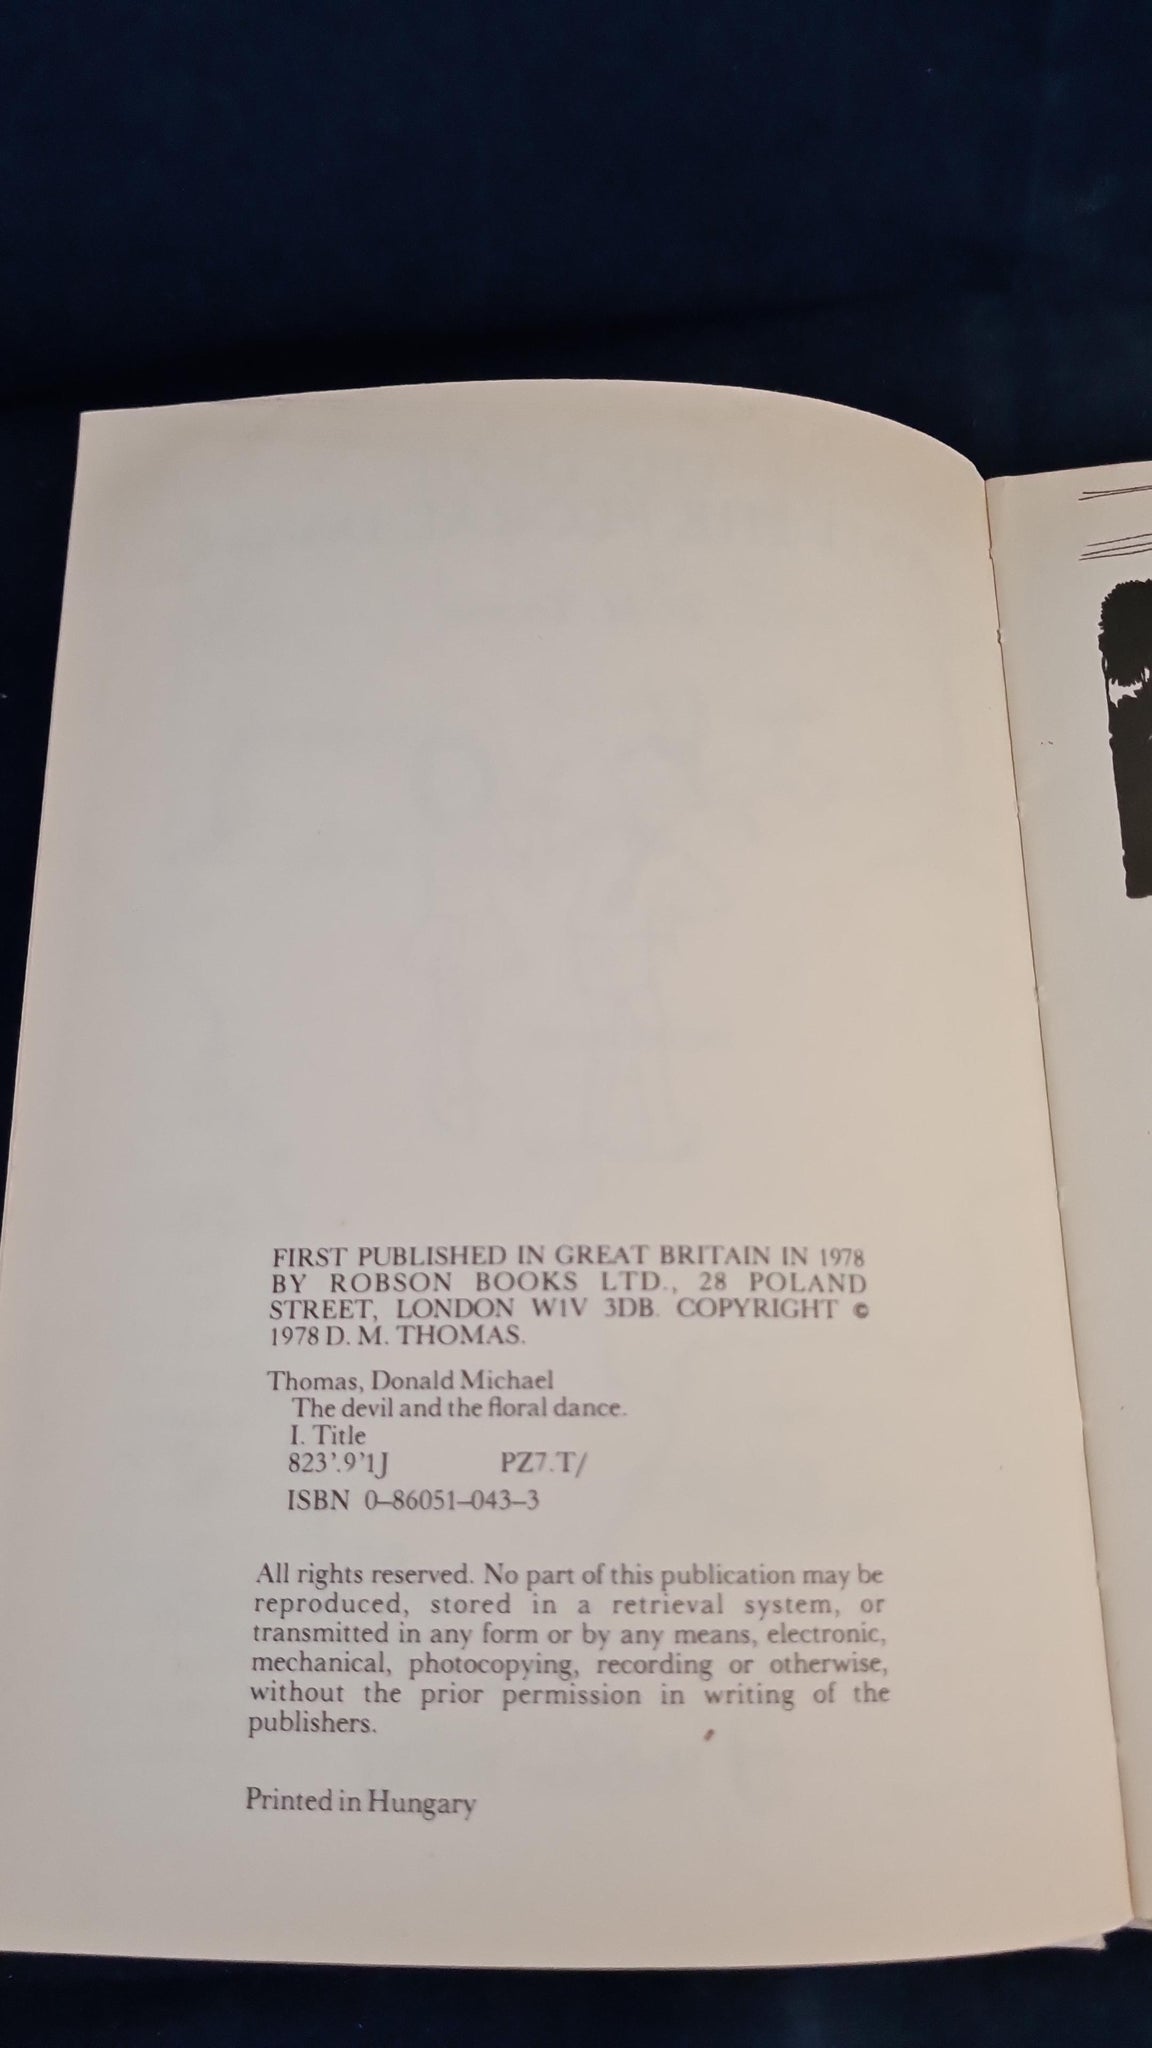 FIRST PUBLISHED IN GREAT BRITAIN IN 1978
BY ROBSON BOOKS LTD., 28 POLAND
STREET, LONDON W1V 3DB. COPYRIGHT ©
1978 D. M. THOMAS.
Thomas, Donald Michael
The devil and the floral dance.
I. Title
823'.9'1J PZ7.T/
ISBN 0–86051–043–3
All rights reserved. No part of this publication may be
reproduced, stored in a retrieval system, or
transmitted in any form or by any means, electronic,
mechanical, photocopying, recording or otherwise,
without the prior permission in writing of the
publishers.
Printed in Hungary